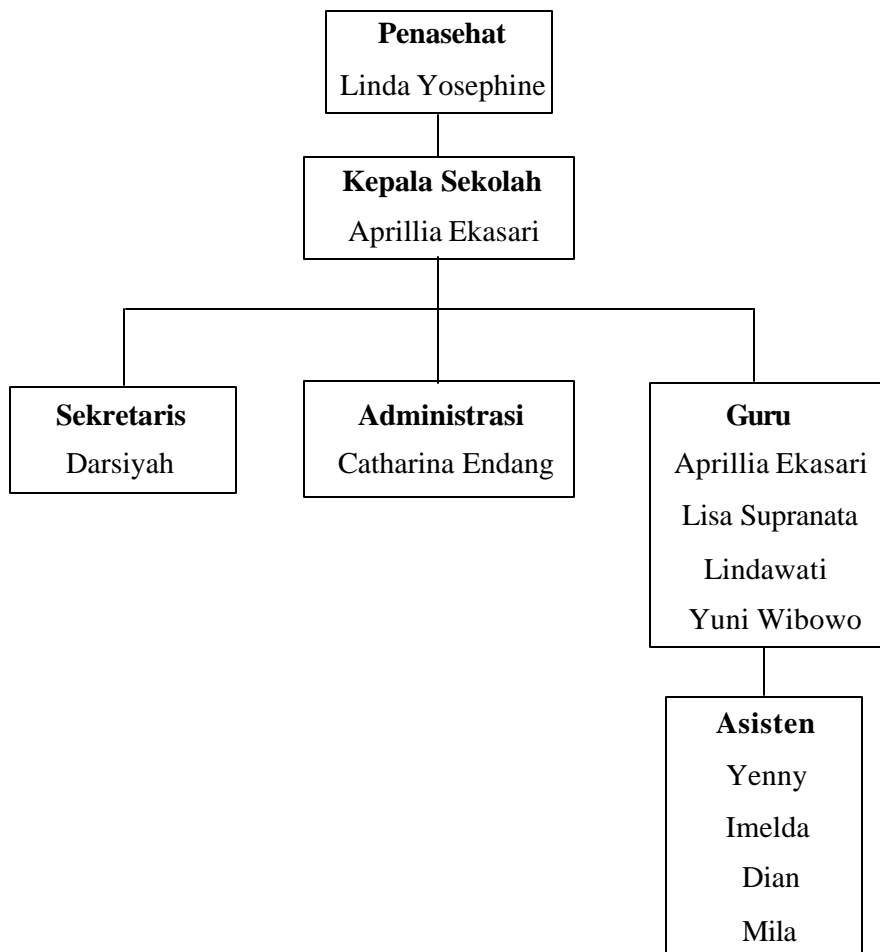 Penasehat
Linda Yosephine
Kepala Sekolah
Aprillia Ekasari
Sekretaris
Darsiyah
Administrasi
Catharina Endang
Guru
Aprillia Ekasari
Lisa Supranata
Lindawati
Yuni Wibowo
Asisten
Yenny
Imelda
Dian
Mila